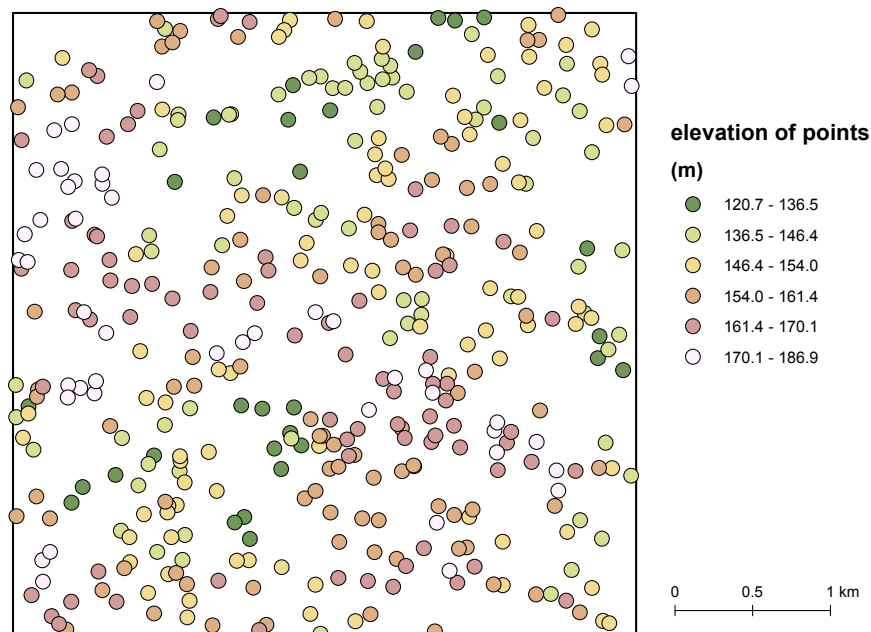 elevation of points
(m)
120.7 - 136.5
136.5 - 146.4
146.4 - 154.0
154.0 - 161.4
161.4 - 170.1
170.1 - 186.9
0 0.5 1 km